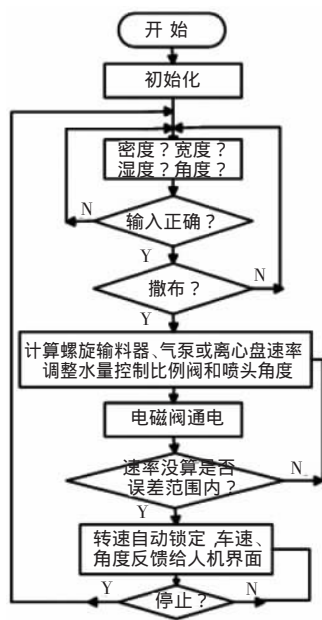 开 始
初始化
密度？宽度？
湿度？角度？
N
输入正确？
Y
撒布？
N
Y
计算螺旋输料器、气泵或离心盘速率
调整水量控制比例阀和喷头角度
电磁阀通电
速率没算是否
误差范围内？
N
Y
转速自动锁定,车速、
角度反馈给人机界面
Y
停止？
N